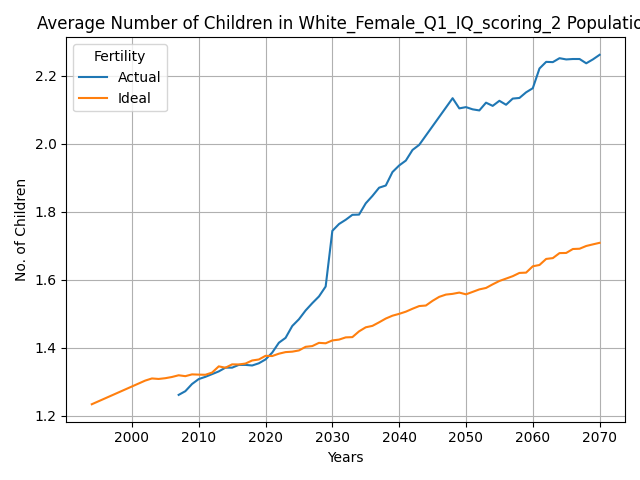 Average Number of Children in White_Female_Q1_IQ_scoring_2 Populatio
Fertility
Actual
Ideal
2.2
2.0
1.8
1.6
1.4
1.2
No. of Children
2000 2010 2020 2030 2040 2050 2060 2070
Years